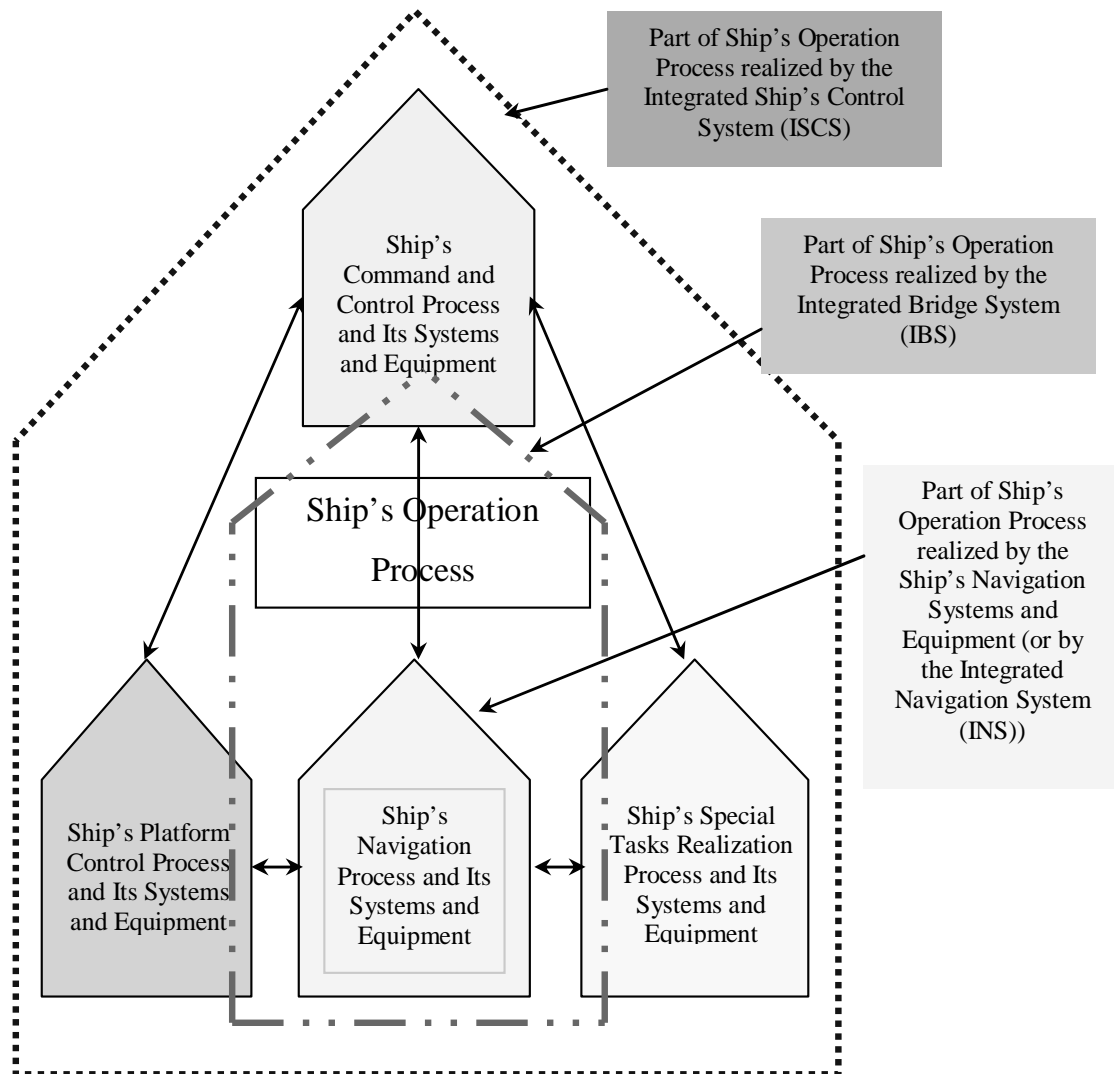 Part of Ship’s Operation
Process realized by the
Integrated Ship’s Control
System (ISCS)
Ship’s
Command and
Control Process
and Its Systems
and Equipment
Part of Ship’s Operation
Process realized by the
Integrated Bridge System
(IBS)
Ship’s Operation
Process
Part of Ship’s
Operation Process
realized by the
Ship’s Navigation
Systems and
Equipment (or by
the Integrated
Navigation System
(INS))
Ship’s Platform
Control Process
and Its Systems
and Equipment
Ship’s
Navigation
Process and Its
Systems and
Equipment
Ship’s Special
Tasks Realization
Process and Its
Systems and
Equipment